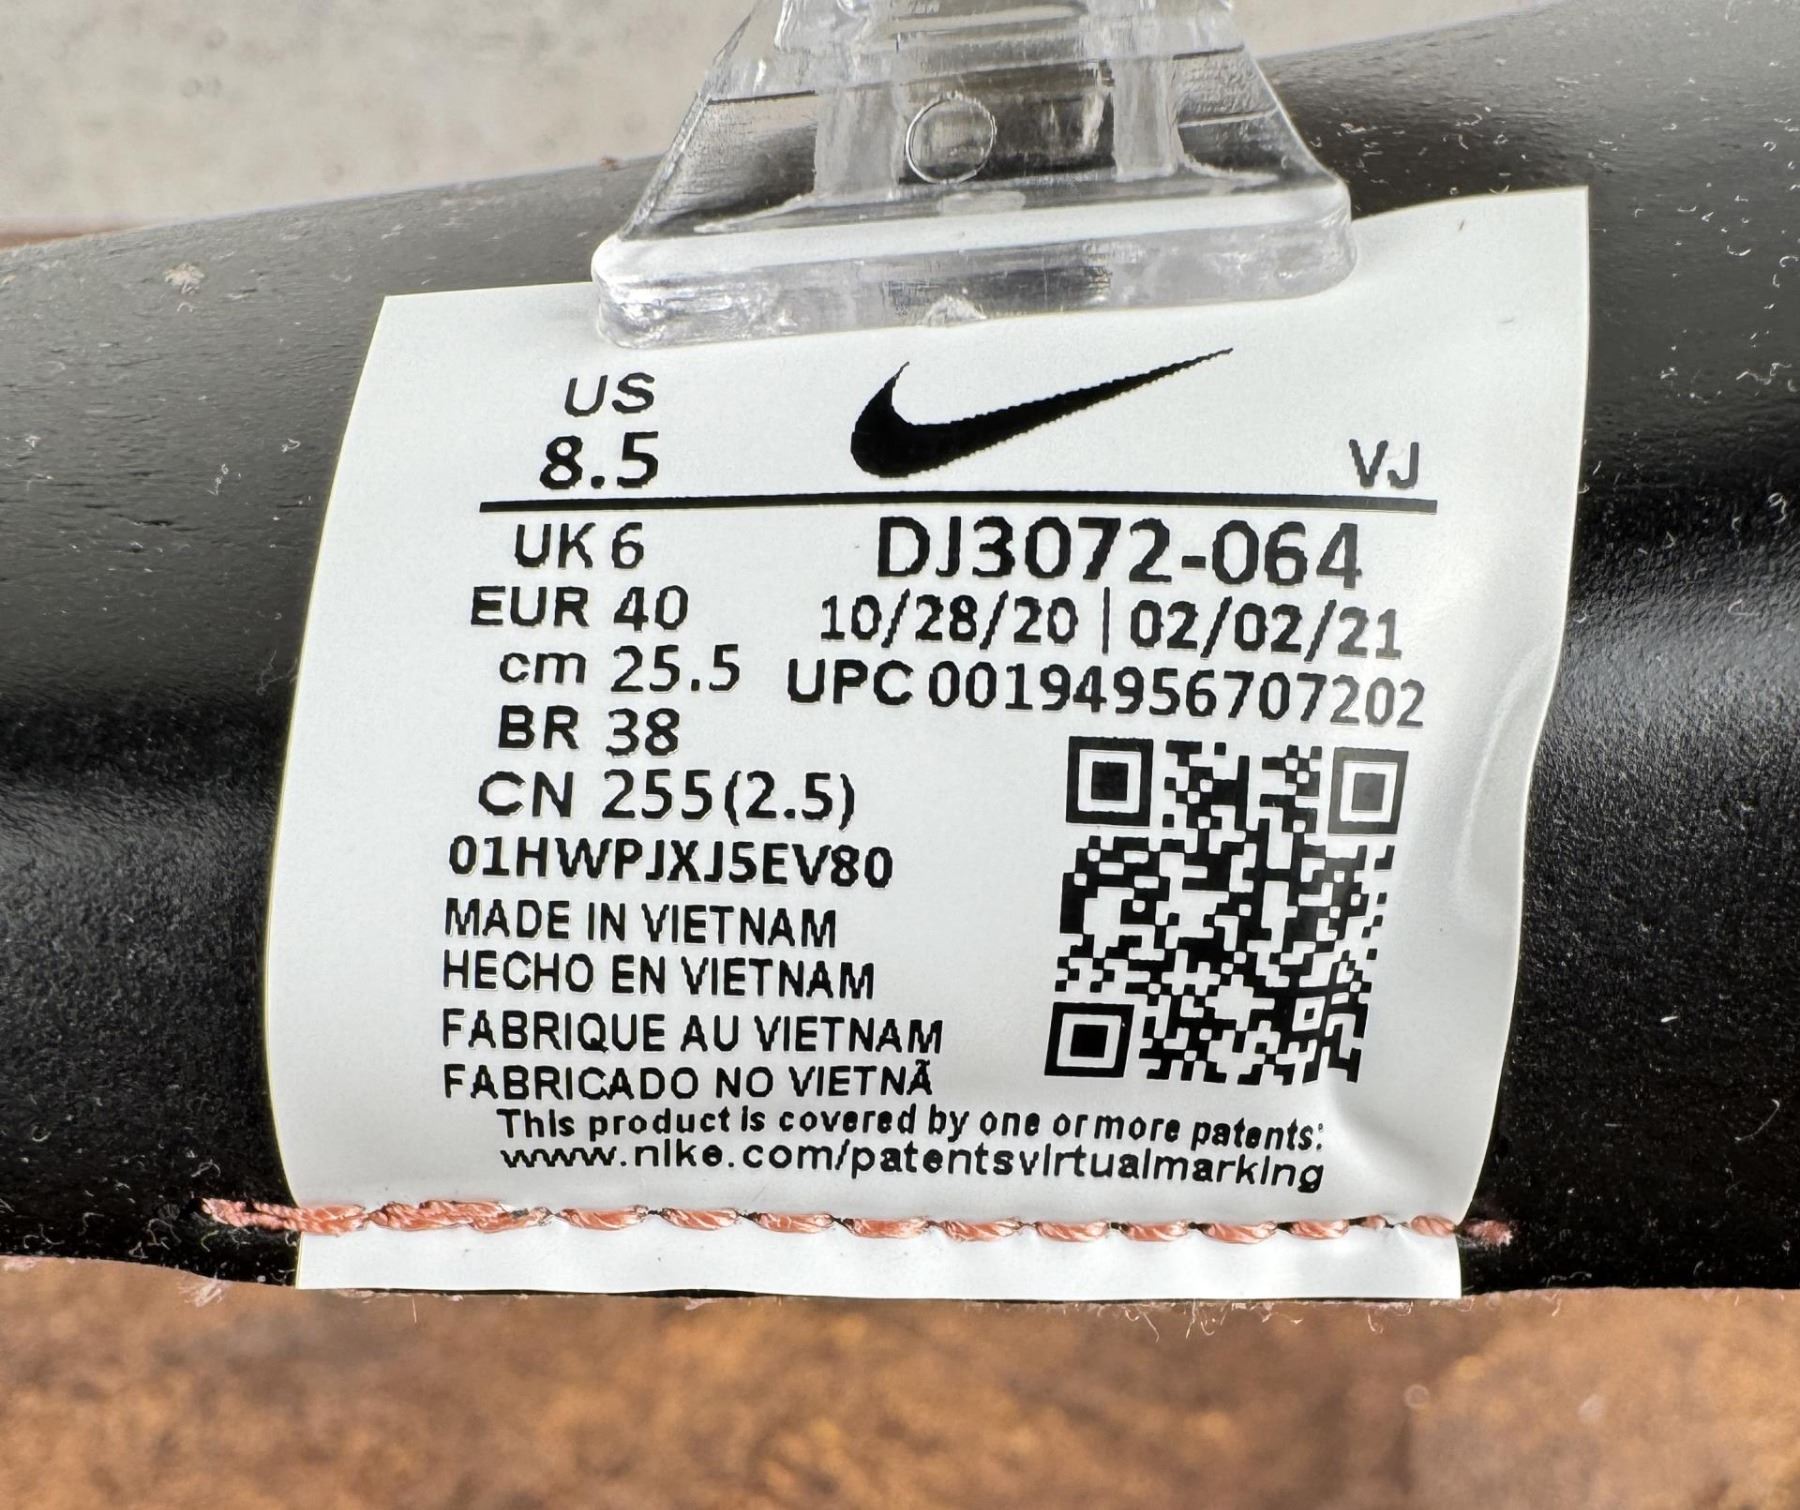 US
8.5
VJ
UK 6
EUR 40
cm 25.5
BR 38
CN 255(2.5)
DJ3072-064
10/28/20 | 02/02/21
UPC 00194956707202
01HWPJXJ5EV80
MADE IN VIETNAM
HECHO EN VIETNAM
FABRIQUE AU VIETNAM
FABRICADO NO VIETNÃ
This product is covered by one or more patents:
www.nike.com/patentsvirtualmarking